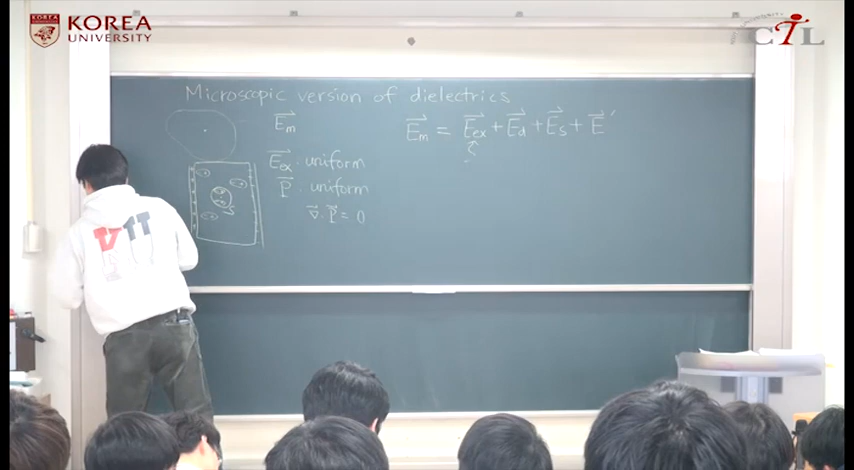 KOREA
UNIVERSITY
CTL
Microscopic version of dielectrics
E⃗m
E⃗m = E⃗ex + E⃗d + E⃗s + E⃗'
E⃗ex · uniform
P⃗ · uniform
∇⃗ · P⃗ = 0
S